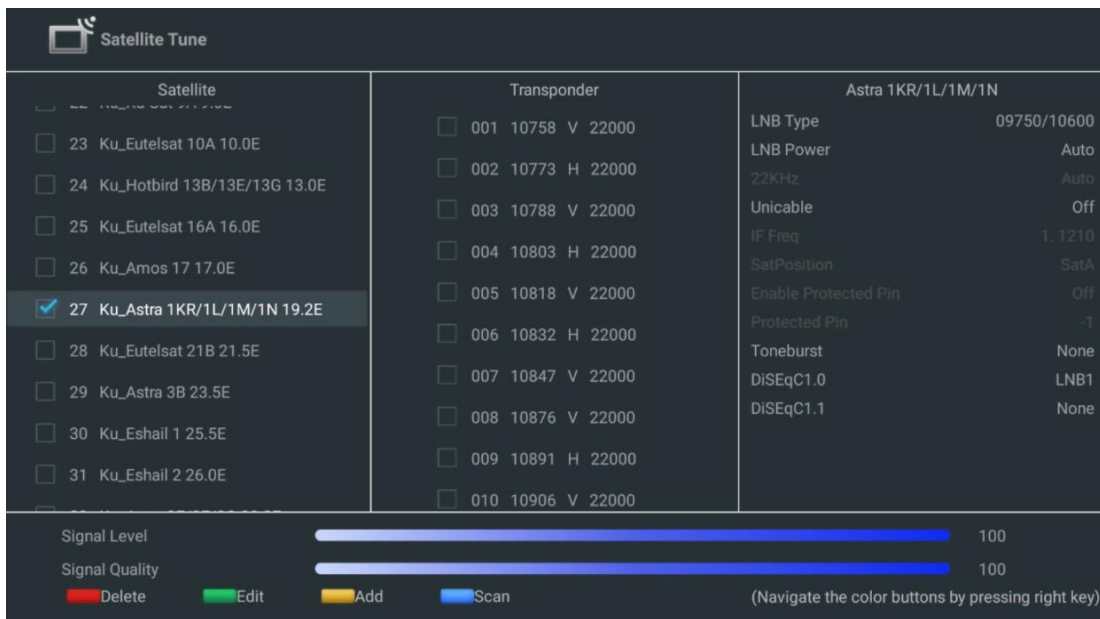 Satellite Tune
Satellite
23 Ku_Eutelsat 10A 10.0E
24 Ku_Hotbird 13B/13E/13G 13.0E
25 Ku_Eutelsat 16A 16.0E
26 Ku_Amos 17 17.0E
27 Ku_Astra 1KR/1L/1M/1N 19.2E
28 Ku_Eutelsat 21B 21.5E
29 Ku_Astra 3B 23.5E
30 Ku_Eshail 1 25.5E
31 Ku_Eshail 2 26.0E
Transponder
001 10758 V 22000
002 10773 H 22000
003 10788 V 22000
004 10803 H 22000
005 10818 V 22000
006 10832 H 22000
007 10847 V 22000
008 10876 V 22000
009 10891 H 22000
010 10906 V 22000
Astra 1KR/1L/1M/1N
LNB Type 09750/10600
LNB Power Auto
22KHz Auto
Unicable Off
IF Freq 1. 1210
SatPosition SatA
Enable Protected Pin Off
Protected Pin -1
Toneburst None
DiSEqC1.0 LNB1
DiSEqC1.1 None
Signal Level 100
Signal Quality 100
Delete Edit Add Scan (Navigate the color buttons by pressing right key)